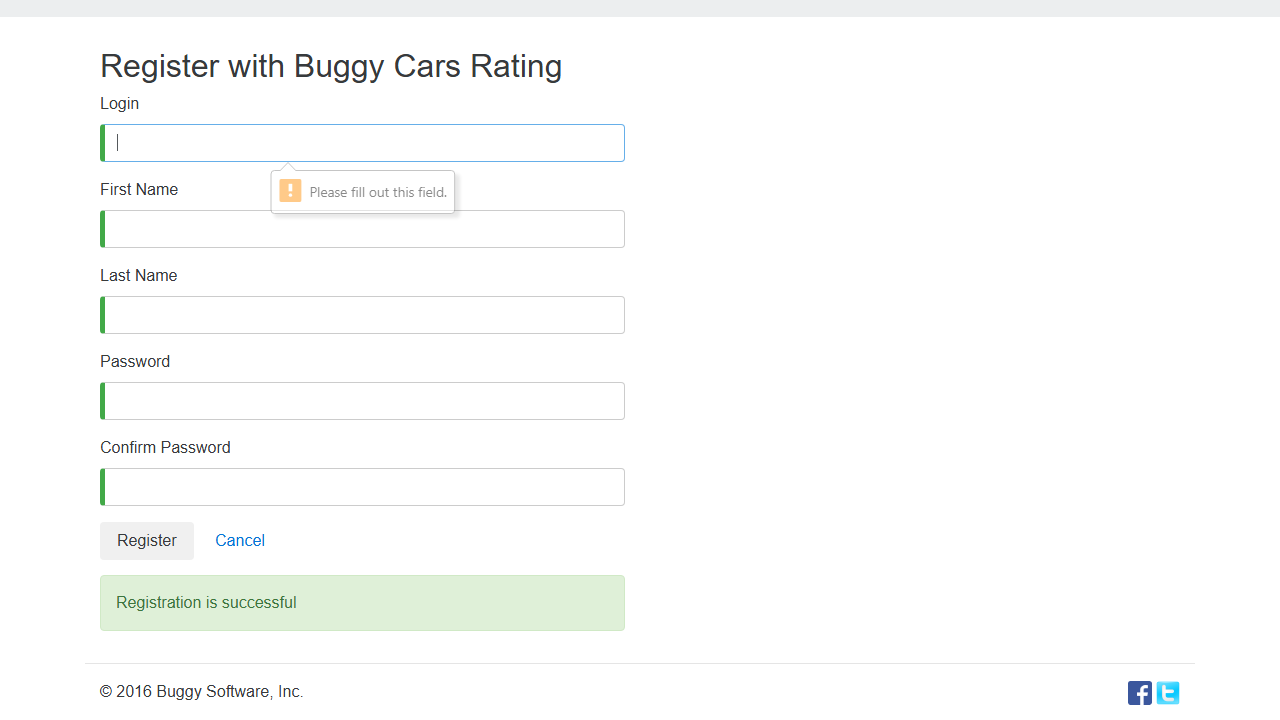 Register with Buggy Cars Rating
Login
Please fill out this field.
First Name
Last Name
Password
Confirm Password
Register Cancel
Registration is successful
© 2016 Buggy Software, Inc.